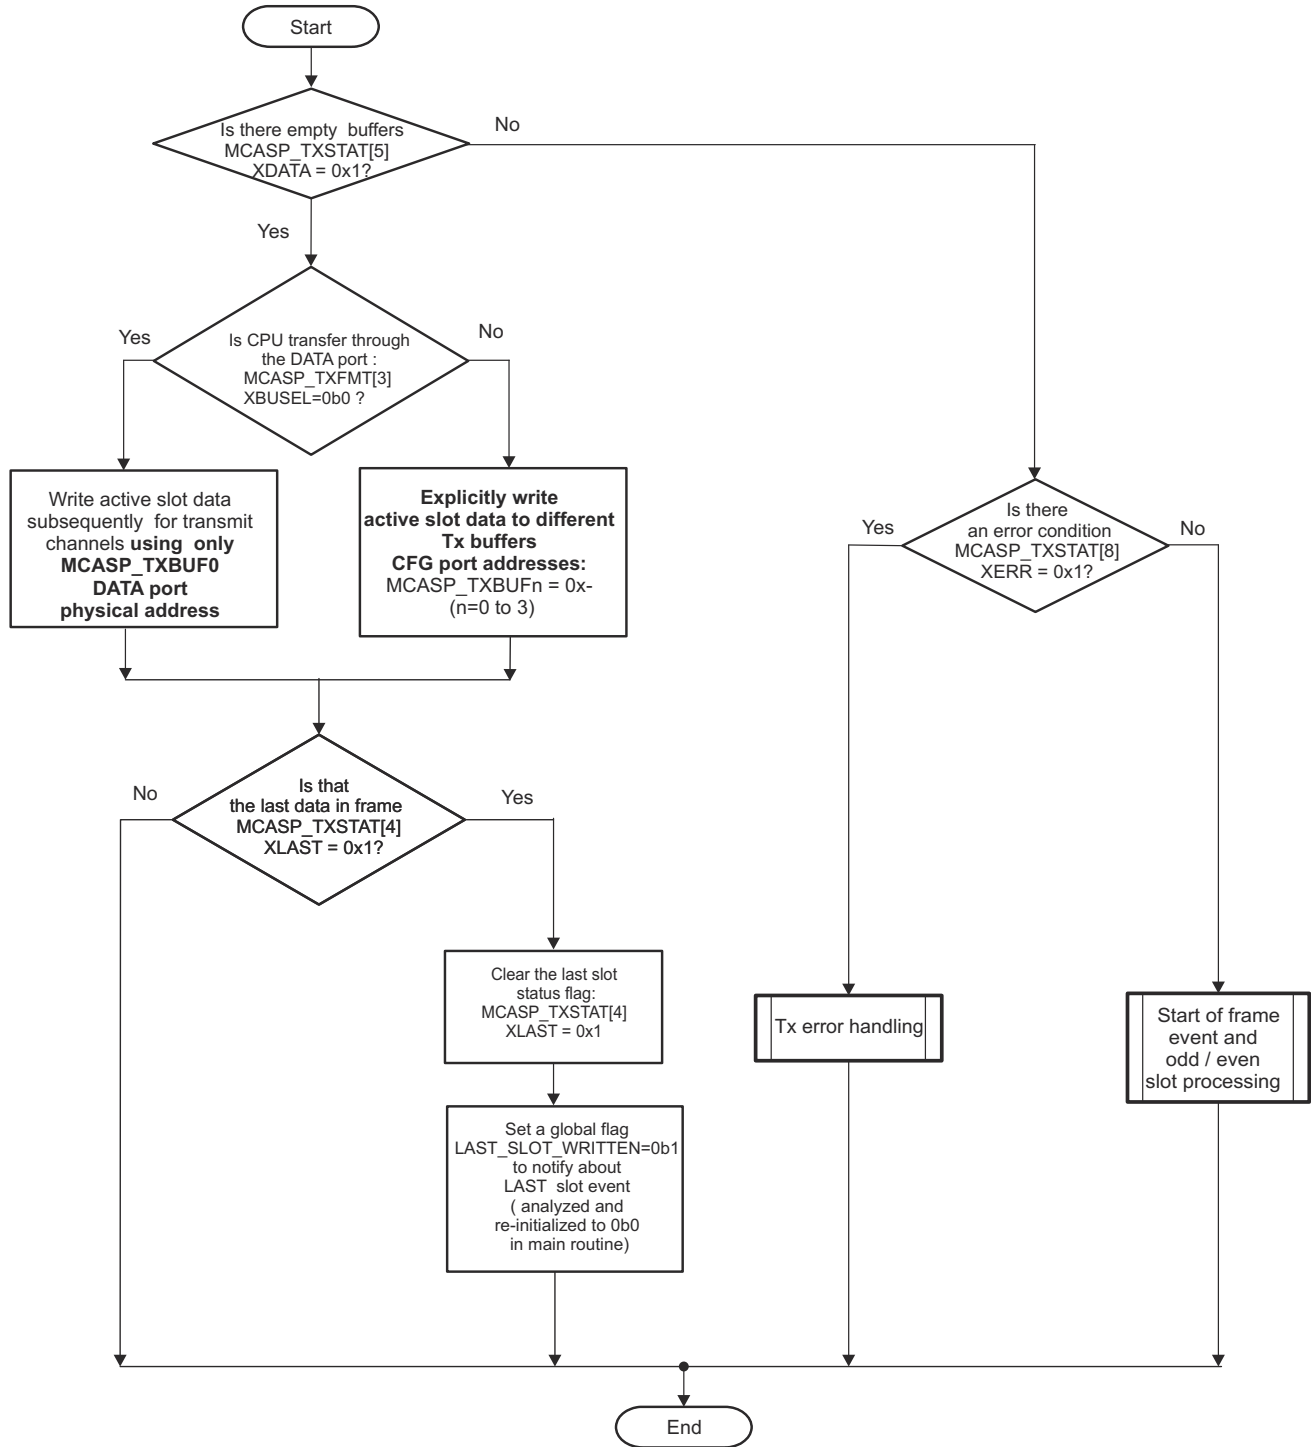 Start
Is there empty buffers
MCASP_TXSTAT[5]
XDATA = 0x1?
No
Yes
Is CPU transfer through
the DATA port :
MCASP_TXFMT[3]
XBUSEL=0b0 ?
Yes
No
Write active slot data
subsequently for transmit
channels using only
MCASP_TXBUF0
DATA port
physical address
Explicitly write
active slot data to different
Tx buffers
CFG port addresses:
MCASP_TXBUFn = 0x-
(n=0 to 3)
Is there
an error condition
MCASP_TXSTAT[8]
XERR = 0x1?
Yes
No
Is that
the last data in frame
MCASP_TXSTAT[4]
XLAST = 0x1?
No
Yes
Clear the last slot
status flag:
MCASP_TXSTAT[4]
XLAST = 0x1
Tx error handling
Start of frame
event and
odd / even
slot processing
Set a global flag
LAST_SLOT_WRITTEN=0b1
to notify about
LAST slot event
( analyzed and
re-initialized to 0b0
in main routine)
End